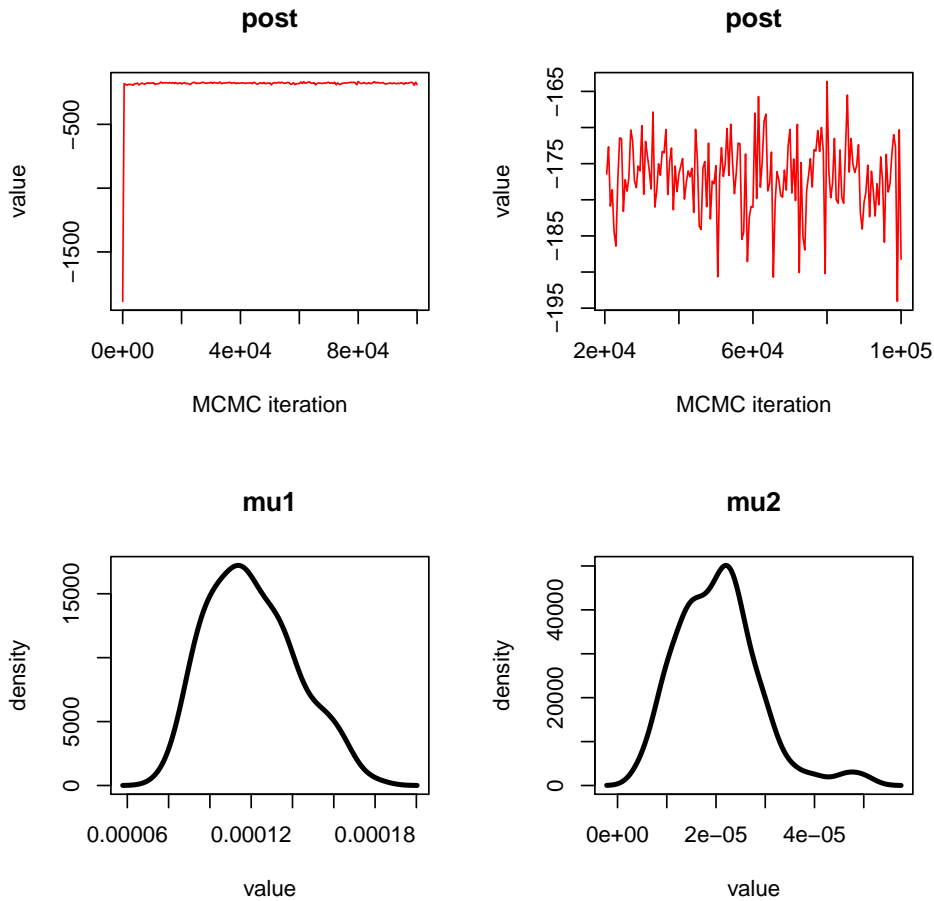 post
value
−500
−1500
0e+00 4e+04 8e+04
MCMC iteration
post
value
−165
−175
−185
−195
2e+04 6e+04 1e+05
MCMC iteration
mu1
density
15000
5000
0
0.00006 0.00012 0.00018
value
mu2
density
40000
20000
0
0e+00 2e−05 4e−05
value